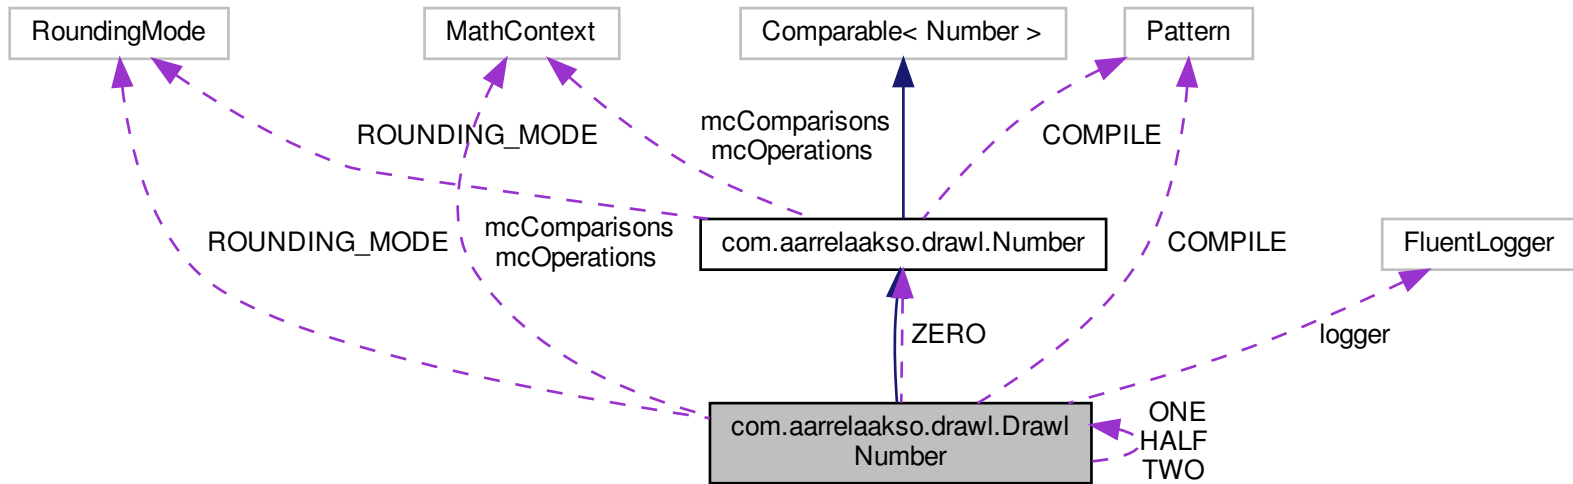 RoundingMode
MathContext
Comparable< Number >
Pattern
ROUNDING_MODE
mcComparisons
mcOperations
COMPILE
ROUNDING_MODE
mcComparisons
mcOperations
com.aarrelaakso.drawl.Number
COMPILE
FluentLogger
ZERO
logger
com.aarrelaakso.drawl.Drawl
Number
ONE
HALF
TWO